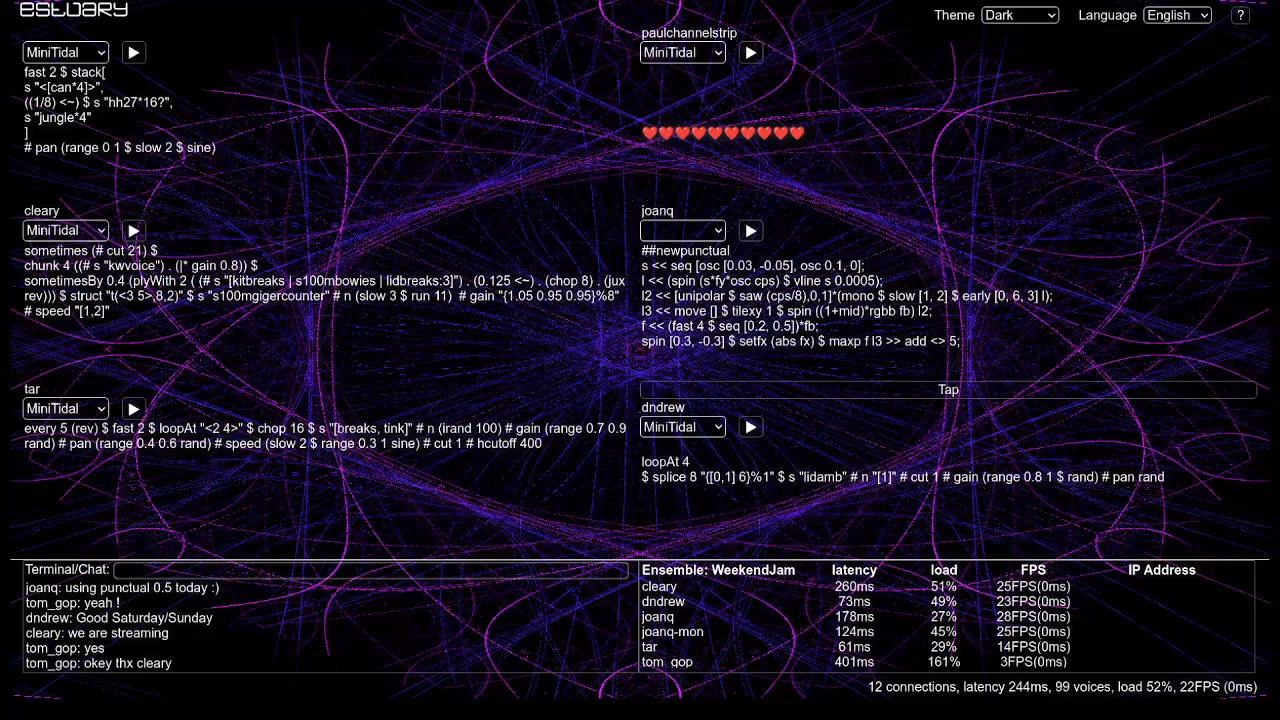 estuary
Theme Dark Language English ?
MiniTidal
fast 2 $ stack[
s "<[can*4]>",
((1/8) <~) $ s "hh27*16?",
s "jungle*4"
]
# pan (range 0 1 $ slow 2 $ sine)
paulchannelstrip
MiniTidal
❤️❤️❤️❤️❤️❤️❤️❤️❤️❤️
cleary
MiniTidal
sometimes (# cut 21) $
chunk 4 ((# s "kwvoice") . (|* gain 0.8)) $
sometimesBy 0.4 (plyWith 2 ( (# s "[kitbreaks | s100mbowies | lidbreaks:3]") . (0.125 <~) . (chop 8) . (jux
rev))) $ struct "t(<3 5>,8,2)" $ s "s100mgigercounter" # n (slow 3 $ run 11)  # gain "{1.05 0.95 0.95}%8"
# speed "[1,2]"
joanq
##newpunctual
s << seq [osc [0.03, -0.05], osc 0.1, 0];
l << (spin (s*fy*osc cps) $ vline s 0.0005);
l2 << [unipolar $ saw (cps/8),0,1]*(mono $ slow [1, 2] $ early [0, 6, 3] l);
l3 << move [] $ tilexy 1 $ spin ((1+mid)*rgbb fb) l2;
f << (fast 4 $ seq [0.2, 0.5])*fb;
spin [0.3, -0.3] $ setfx (abs fx) $ maxp f l3 >> add <> 5;
tar
MiniTidal
every 5 (rev) $ fast 2 $ loopAt "<2 4>" $ chop 16 $ s "[breaks, tink]" # n (irand 100) # gain (range 0.7 0.9
rand) # pan (range 0.4 0.6 rand) # speed (slow 2 $ range 0.3 1 sine) # cut 1 # hcutoff 400
Tap
dndrew
MiniTidal
loopAt 4
$ splice 8 "{[0,1] 6}%1" $ s "lidamb" # n "[1]" # cut 1 # gain (range 0.8 1 $ rand) # pan rand
Terminal/Chat:
joanq: using punctual 0.5 today :)
tom_gop: yeah !
dndrew: Good Saturday/Sunday
cleary: we are streaming
tom_gop: yes
tom_gop: okey thx cleary
Ensemble: WeekendJam latency load FPS IP Address
cleary 260ms 51% 25FPS(0ms)
dndrew 73ms 49% 23FPS(0ms)
joanq 178ms 27% 28FPS(0ms)
joanq-mon 124ms 45% 25FPS(0ms)
tar 61ms 29% 14FPS(0ms)
tom_gop 401ms 161% 3FPS(0ms)
12 connections, latency 244ms, 99 voices, load 52%, 22FPS (0ms)